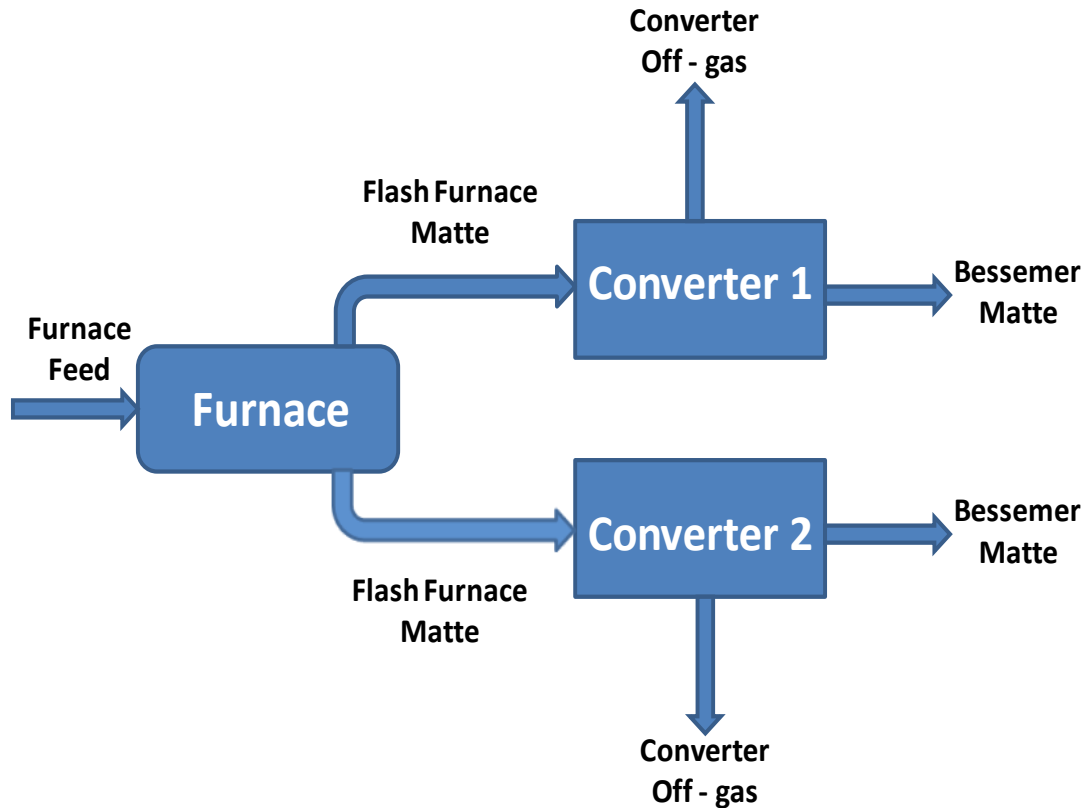 Converter
Off - gas
Flash Furnace
Matte
Converter 1
Bessemer
Matte
Furnace
Feed
Furnace
Converter 2
Bessemer
Matte
Flash Furnace
Matte
Converter
Off - gas